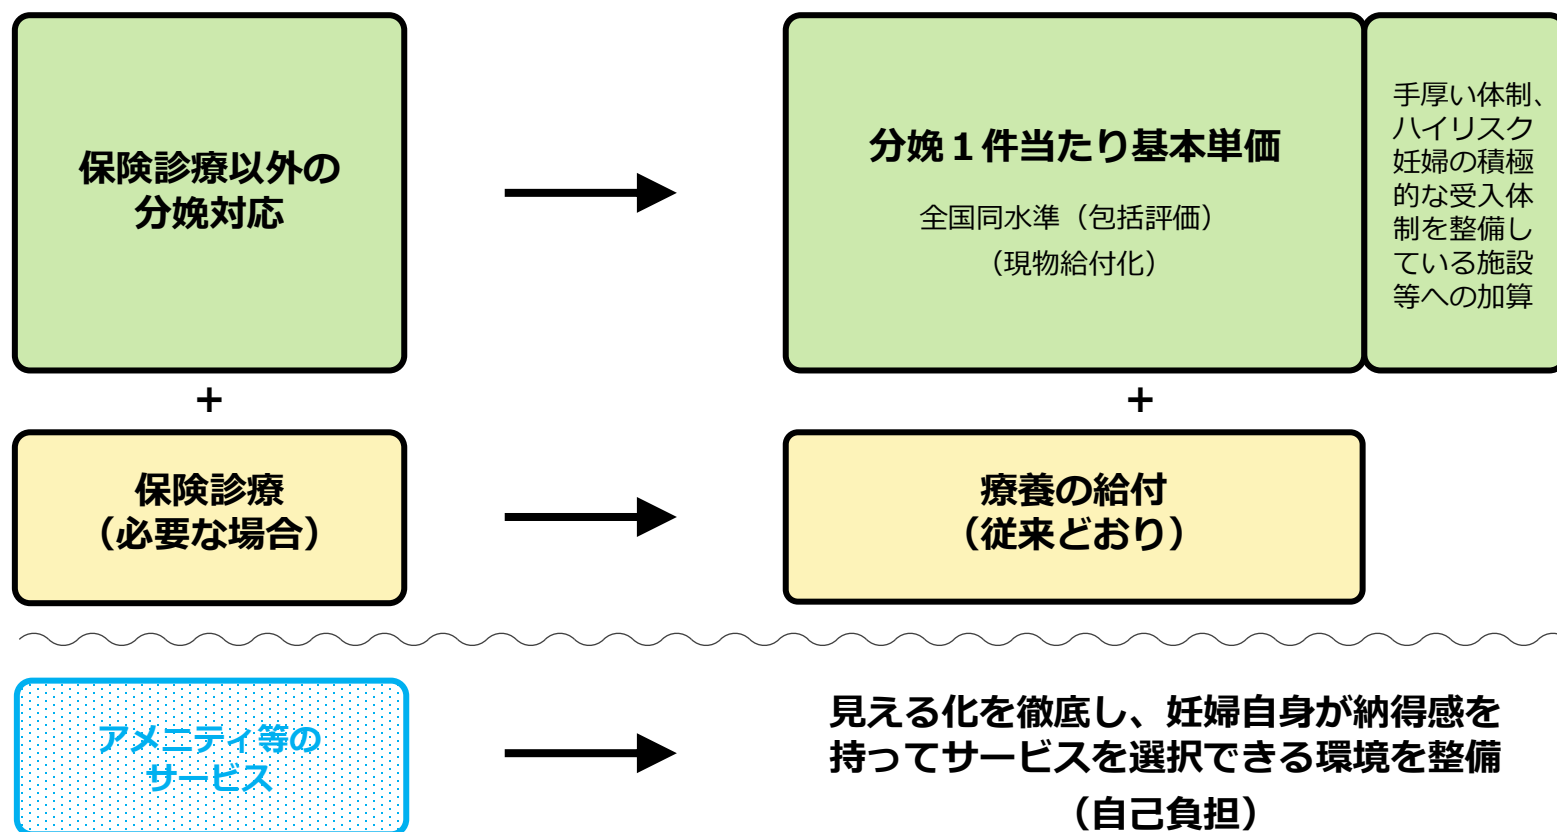 保険診療以外の
分娩対応
分娩１件当たり基本単価
全国同水準（包括評価）
（現物給付化）
手厚い体制、
ハイリスク
妊婦の積極
的な受入体
制を整備し
ている施設
等への加算
+
+
保険診療
（必要な場合）
療養の給付
（従来どおり）
アメニティ等の
サービス
見える化を徹底し、妊婦自身が納得感を
持ってサービスを選択できる環境を整備
（自己負担）